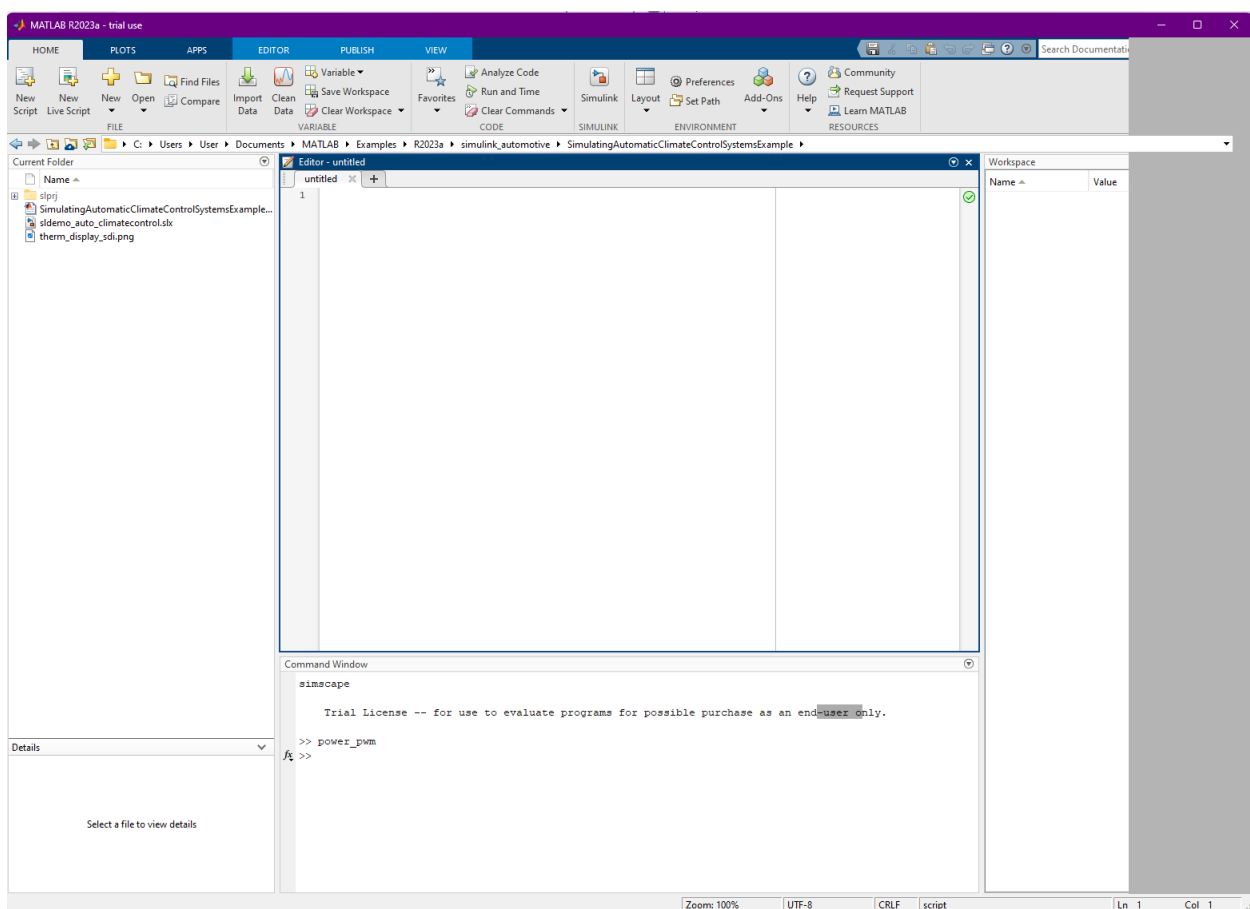 MATLAB R2023a - trial use
HOME PLOTS APPS EDITOR PUBLISH VIEW
Search Documentati
New Script
New Live Script
New
Open
Find Files
Compare
FILE
Import Data
Clean Data
Variable
Save Workspace
Clear Workspace
VARIABLE
Favorites
Analyze Code
Run and Time
Clear Commands
CODE
Simulink
SIMULINK
Layout
Preferences
Set Path
Add-Ons
ENVIRONMENT
Help
Community
Request Support
Learn MATLAB
RESOURCES
C: Users User Documents MATLAB Examples R2023a simulink_automotive SimulatingAutomaticClimateControlSystemsExample
Current Folder
Name
slprj
SimulatingAutomaticClimateControlSystemsExample...
sldemo_auto_climatecontrol.slx
therm_display_sdi.png
Details
Select a file to view details
Editor - untitled
untitled
1
Command Window
simscape
Trial License -- for use to evaluate programs for possible purchase as an end-user only.
>> power_pwm
fx >>
Workspace
Name Value
Zoom: 100% UTF-8 CRLF script Ln 1 Col 1